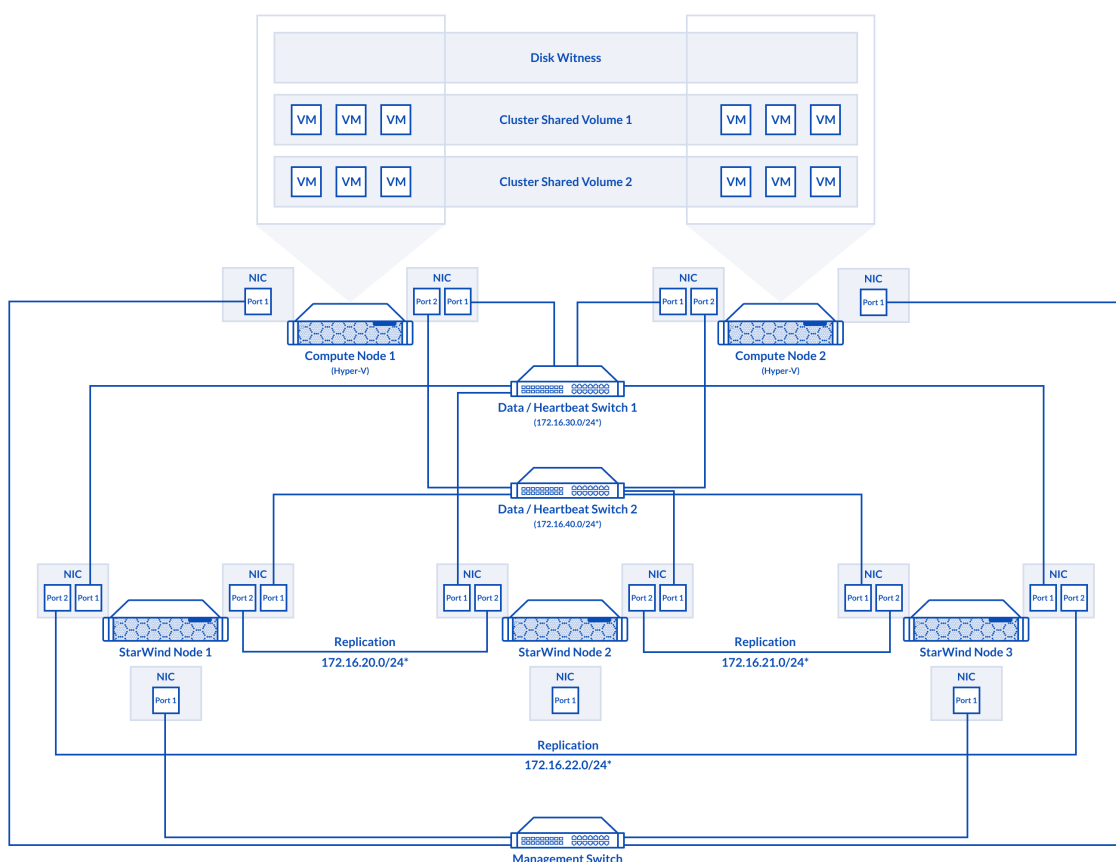 Disk Witness
VM VM VM Cluster Shared Volume 1 VM VM VM
VM VM VM Cluster Shared Volume 2 VM VM VM
NIC NIC NIC NIC
Port 1 Port 2 Port 1 Port 1 Port 2 Port 1
Compute Node 1 Compute Node 2
(Hyper-V) (Hyper-V)
Data / Heartbeat Switch 1
(172.16.30.0/24*)
Data / Heartbeat Switch 2
(172.16.40.0/24*)
NIC NIC NIC NIC NIC NIC
Port 2 Port 1 Port 2 Port 1 Port 1 Port 2 Port 2 Port 1 Port 1 Port 2 Port 1 Port 2
Replication Replication
StarWind Node 1 StarWind Node 2 StarWind Node 3
172.16.20.0/24* 172.16.21.0/24*
NIC NIC NIC
Port 1 Port 1 Port 1
Replication
172.16.22.0/24*
Management Switch